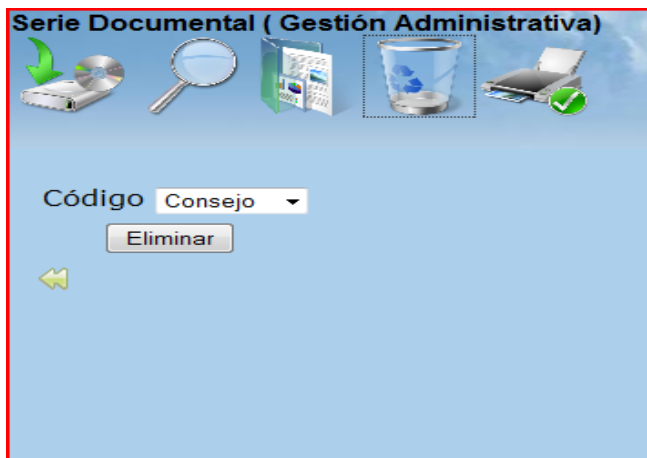 Serie Documental ( Gestión Administrativa)
Código Consejo
Eliminar